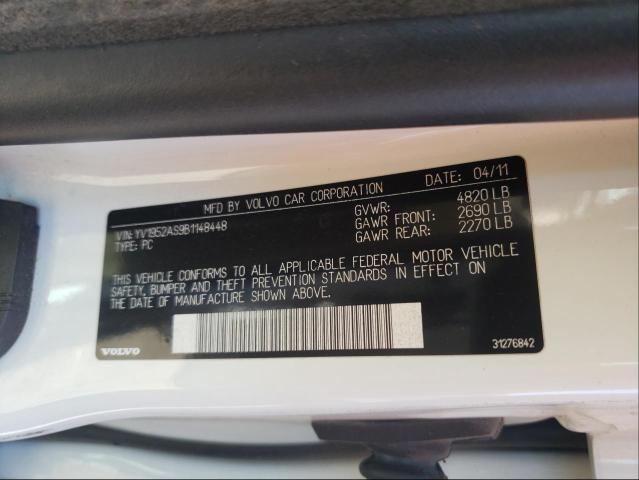 MFD BY VOLVO CAR CORPORATION DATE: 04/11
VIN: YV1952AS9B1148448
TYPE: PC
GVWR: 4820 LB
GAWR FRONT: 2690 LB
GAWR REAR: 2270 LB
THIS VEHICLE CONFORMS TO ALL APPLICABLE FEDERAL MOTOR VEHICLE
SAFETY, BUMPER AND THEFT PREVENTION STANDARDS IN EFFECT ON
THE DATE OF MANUFACTURE SHOWN ABOVE.
VOLVO
31276842